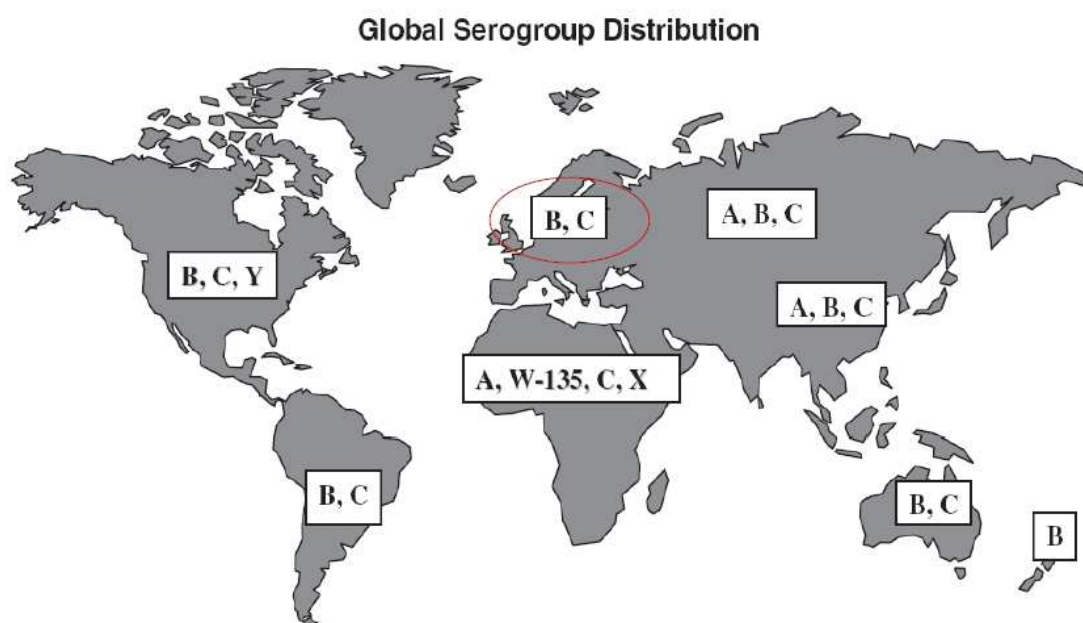 Global Serogroup Distribution
B, C
A, B, C
B, C, Y
A, B, C
A, W-135, C, X
B, C
B, C
B